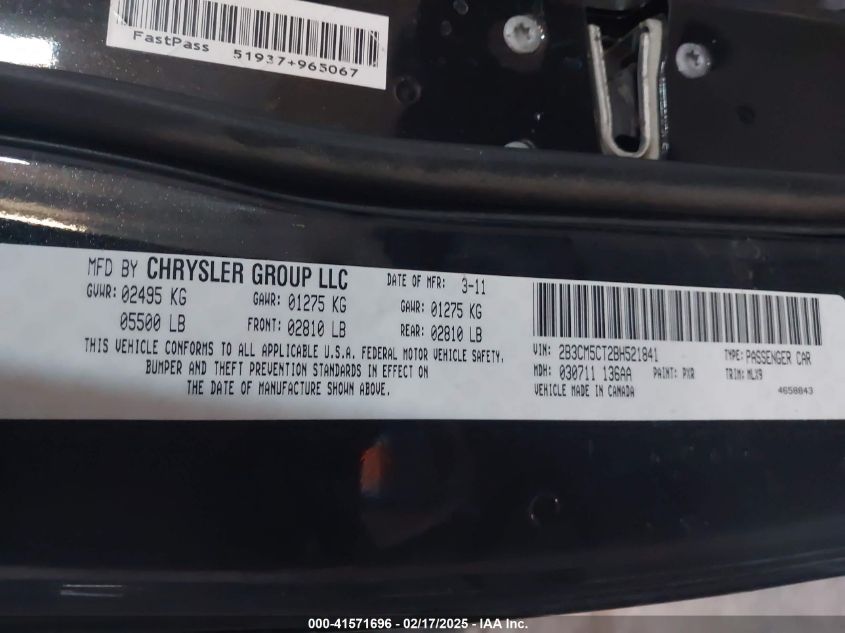 FastPass 51937+965067
MFD BY CHRYSLER GROUP LLC DATE OF MFR: 3-11
GVWR: 02495 KG GAWR: 01275 KG GAWR: 01275 KG
05500 LB FRONT: 02810 LB REAR: 02810 LB
THIS VEHICLE CONFORMS TO ALL APPLICABLE U.S.A. FEDERAL MOTOR VEHICLE SAFETY,
BUMPER AND THEFT PREVENTION STANDARDS IN EFFECT ON
THE DATE OF MANUFACTURE SHOWN ABOVE.
VIN: 2B3CM5CT2BH521841 TYPE: PASSENGER CAR
MDH: 030711 136AA PAINT: PXR TRIM: MLX9
VEHICLE MADE IN CANADA 4658843
000-41571696 - 02/17/2025 - IAA Inc.